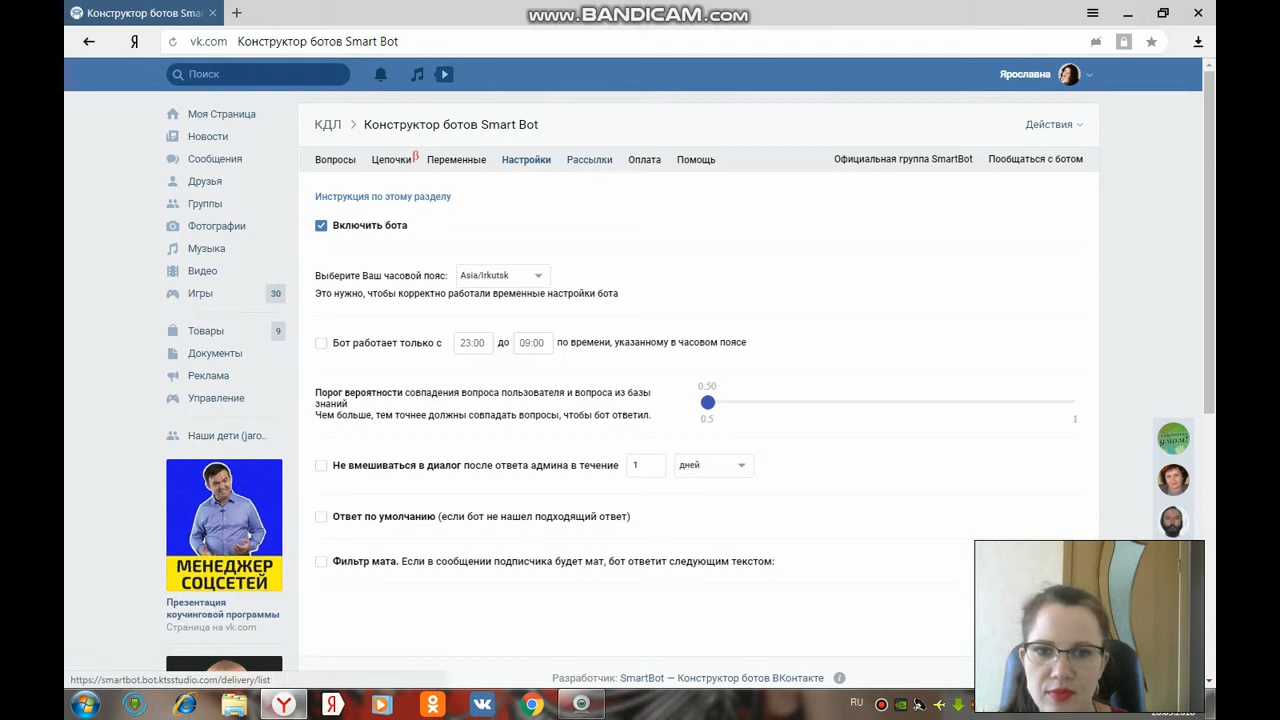 Конструктор ботов Smar
www.BANDICAM.com
Я
vk.com Конструктор ботов Smart Bot
Поиск
Ярославна
Моя Страница
Новости
Сообщения
Друзья
Группы
Фотографии
Музыка
Видео
Игры 30
Товары 9
Документы
Реклама
Управление
Наши дети (jaro..
МЕНЕДЖЕР
СОЦСЕТЕЙ
Презентация
коучинговой программы
Страница на vk.com
КДЛ Конструктор ботов Smart Bot
Действия
Вопросы Цепочкиβ Переменные Настройки Рассылки Оплата Помощь Официальная группа SmartBot Пообщаться с ботом
Инструкция по этому разделу
Включить бота
Выберите Ваш часовой пояс: Asia/Irkutsk
Это нужно, чтобы корректно работали временные настройки бота
Бот работает только с 23:00 до 09:00 по времени, указанному в часовом поясе
Порог вероятности совпадения вопроса пользователя и вопроса из базы
знаний
Чем больше, тем точнее должны совпадать вопросы, чтобы бот ответил.
0.50
0.5 1
Не вмешиваться в диалог после ответа админа в течение 1 дней
Ответ по умолчанию (если бот не нашел подходящий ответ)
Фильтр мата. Если в сообщении подписчика будет мат, бот ответит следующим текстом:
Разработчик: SmartBot — Конструктор ботов ВКонтакте
https://smartbot.bot.ktsstudio.com/delivery/list
RU